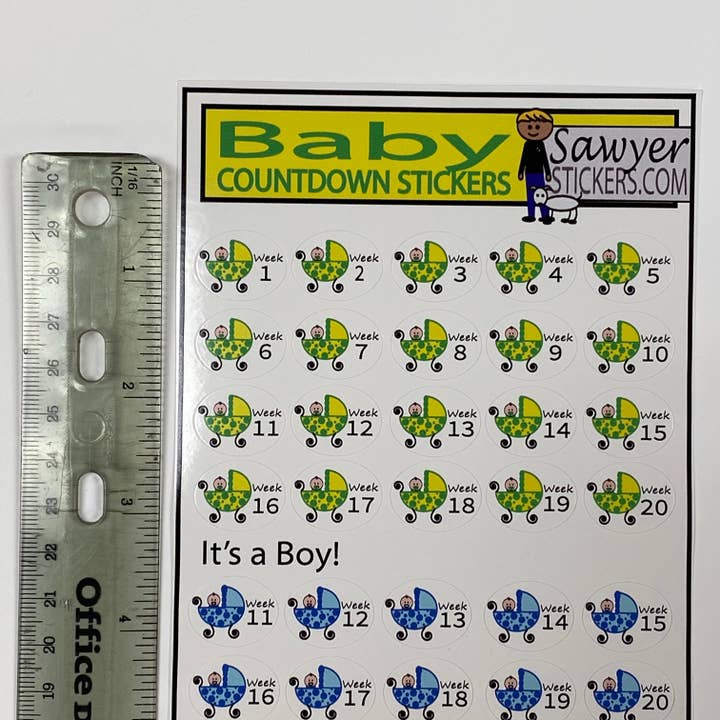 Baby
COUNTDOWN STICKERS
Sawyer
STICKERS.COM
Week 1
Week 2
Week 3
Week 4
Week 5
Week 6
Week 7
Week 8
Week 9
Week 10
Week 11
Week 12
Week 13
Week 14
Week 15
Week 16
Week 17
Week 18
Week 19
Week 20
It's a Boy!
Week 11
Week 12
Week 13
Week 14
Week 15
Week 16
Week 17
Week 18
Week 19
Week 20
1/16
INCH
1
2
3
4
30
29
28
27
26
25
24
23
22
21
20
19
Office